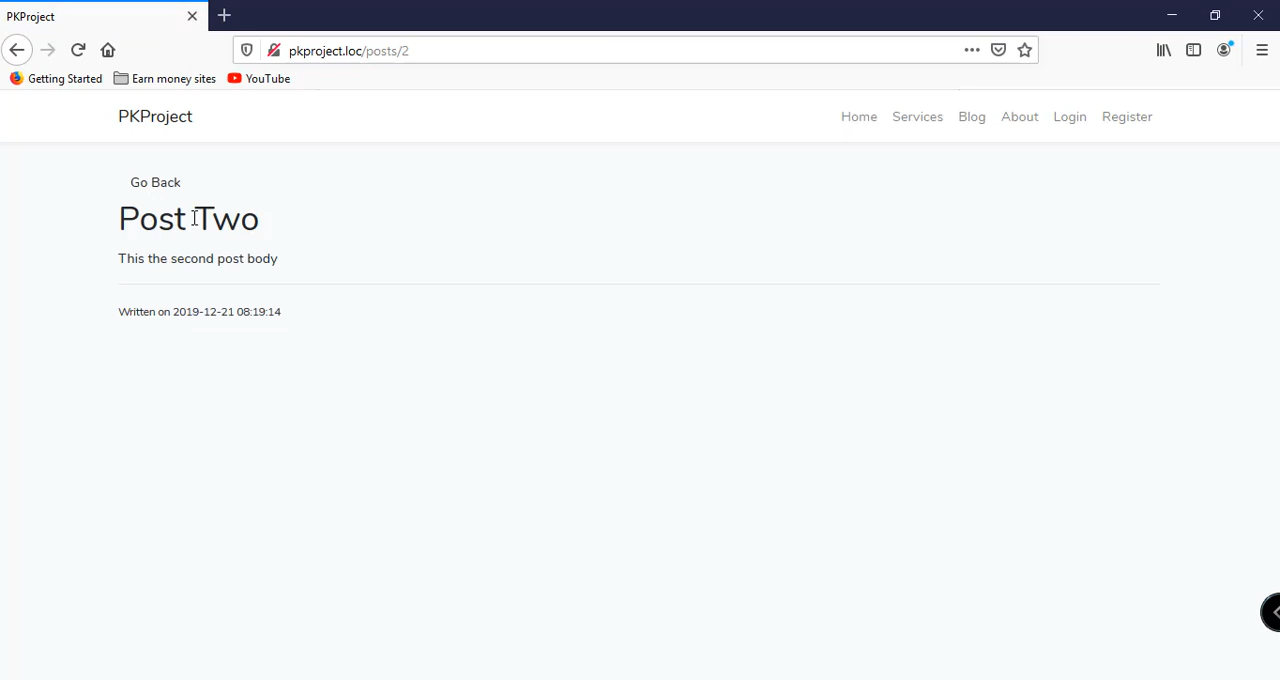 PKProject
pkproject.loc/posts/2
Getting Started Earn money sites YouTube
PKProject Home Services Blog About Login Register
Go Back
Post Two
This the second post body
Written on 2019-12-21 08:19:14